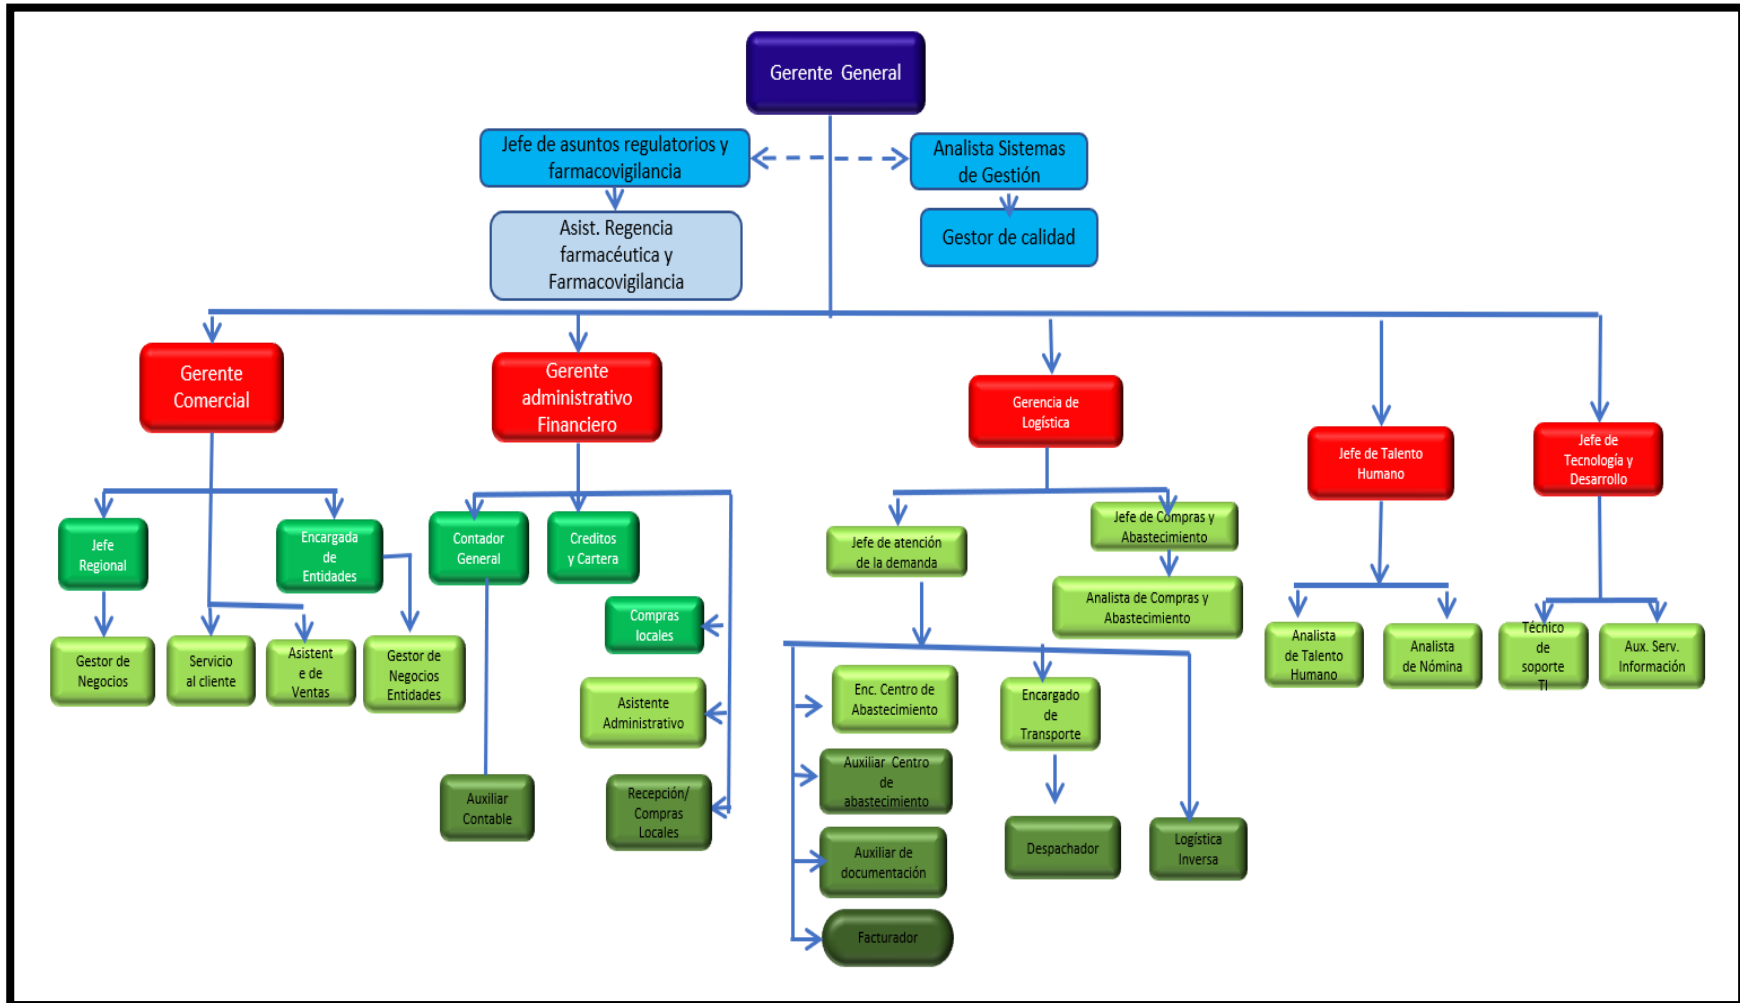 Gerente General
Jefe de asuntos regulatorios y
farmacovigilancia
Analista Sistemas
de Gestión
Asist. Regencia
farmacéutica y
Farmacovigilancia
Gestor de calidad
Gerente
Comercial
Gerente
administrativo
Financiero
Gerencia de
Logística
Jefe de Talento
Humano
Jefe de
Tecnología y
Desarrollo
Jefe
Regional
Encargada
de
Entidades
Contador
General
Creditos
y Cartera
Jefe de atención
de la demanda
Jefe de Compras y
Abastecimiento
Analista de Compras y
Abastecimiento
Compras
locales
Gestor de
Negocios
Servicio
al cliente
Asistent
e de
Ventas
Gestor de
Negocios
Entidades
Analista
de Talento
Humano
Analista
de Nómina
Técnico
de
soporte
TI
Aux. Serv.
Información
Asistente
Administrativo
Enc. Centro de
Abastecimiento
Encargado
de
Transporte
Auxiliar
Contable
Recepción/
Compras
Locales
Auxiliar Centro
de
abastecimiento
Auxiliar de
documentación
Despachador
Logística
Inversa
Facturador